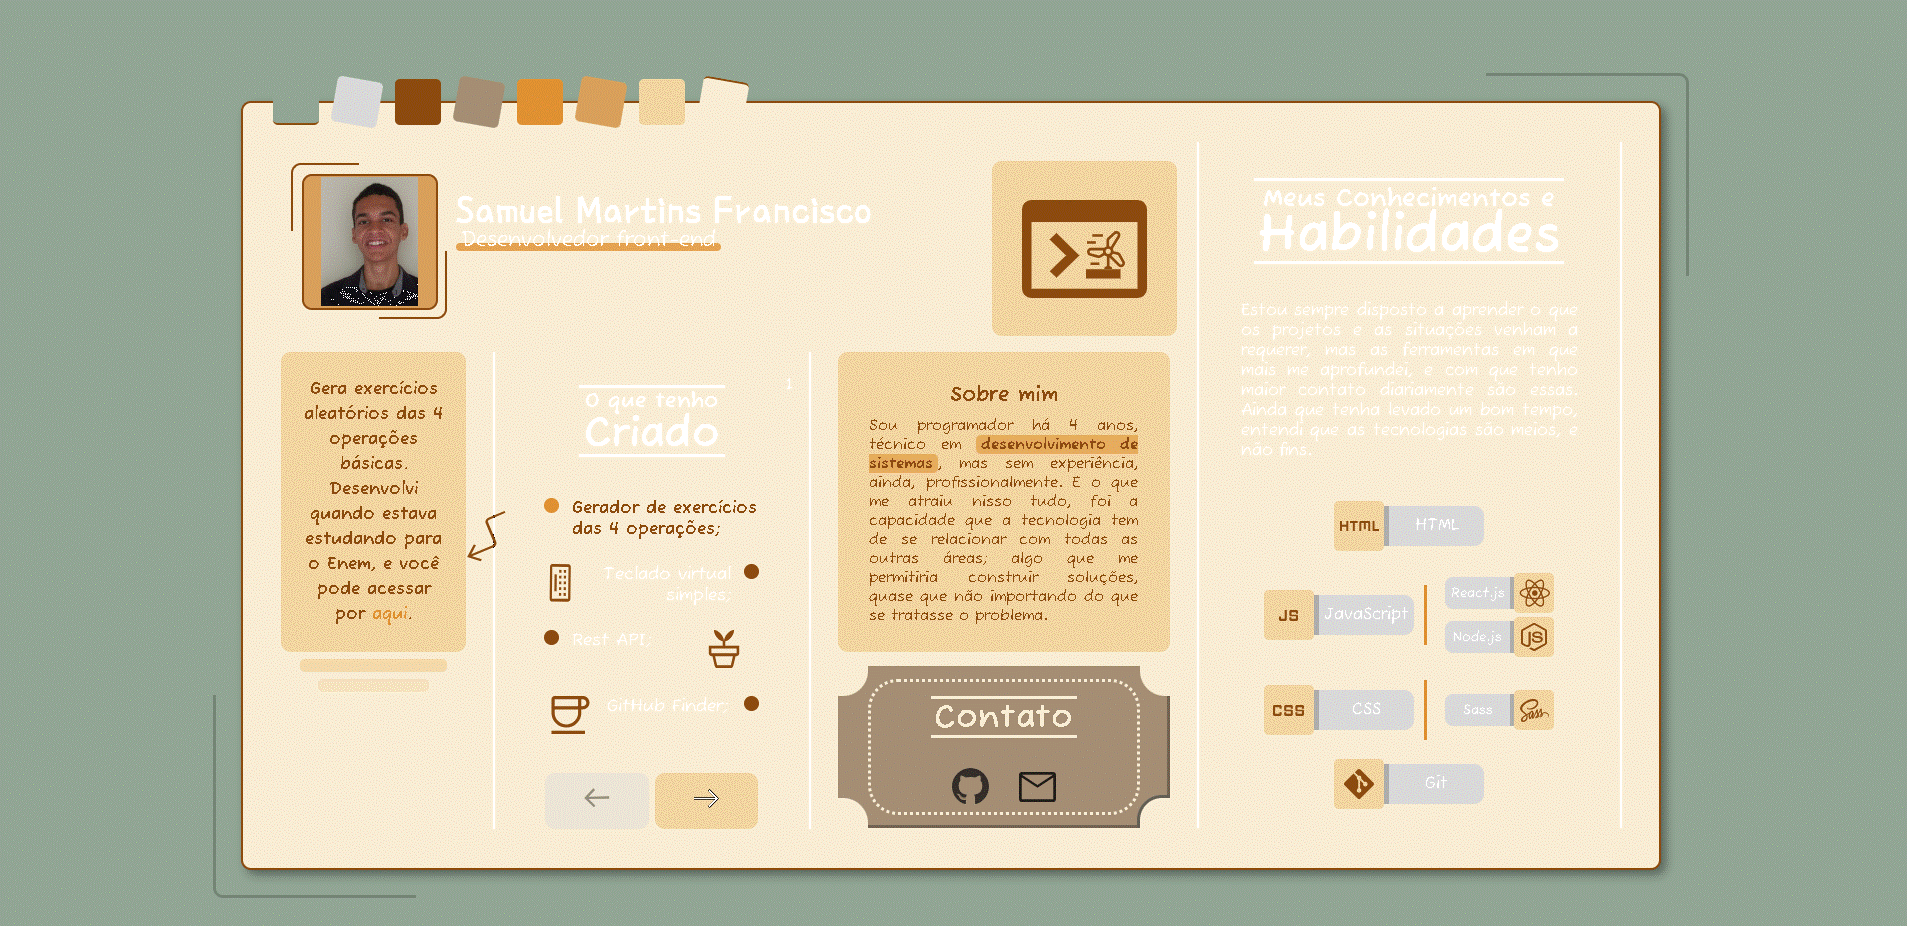 Samuel Martins Francisco
Desenvolvedor front-end
Gera exercícios
aleatórios das 4
operações
básicas.
Desenvolvi
quando estava
estudando para
o Enem, e você
pode acessar
por aqui.
1
O que tenho
Criado
Gerador de exercícios
das 4 operações;
Teclado virtual
simples;
Rest API;
GitHub Finder;
Sobre mim
Sou programador há 4 anos,
técnico em desenvolvimento de
sistemas, mas sem experiência,
ainda, profissionalmente. E o que
me atraiu nisso tudo, foi a
capacidade que a tecnologia tem
de se relacionar com todas as
outras áreas; algo que me
permitiria construir soluções,
quase que não importando do que
se tratasse o problema.
Contato
Meus Conhecimentos e
Habilidades
Estou sempre disposto a aprender o que
os projetos e as situações venham a
requerer, mas as ferramentas em que
mais me aprofundei, e com que tenho
maior contato diariamente são essas.
Ainda que tenha levado um bom tempo,
entendi que as tecnologias são meios, e
não fins.
HTML HTML
JS JavaScript
React.js
Node.js JS
CSS CSS
Sass Sass
Git